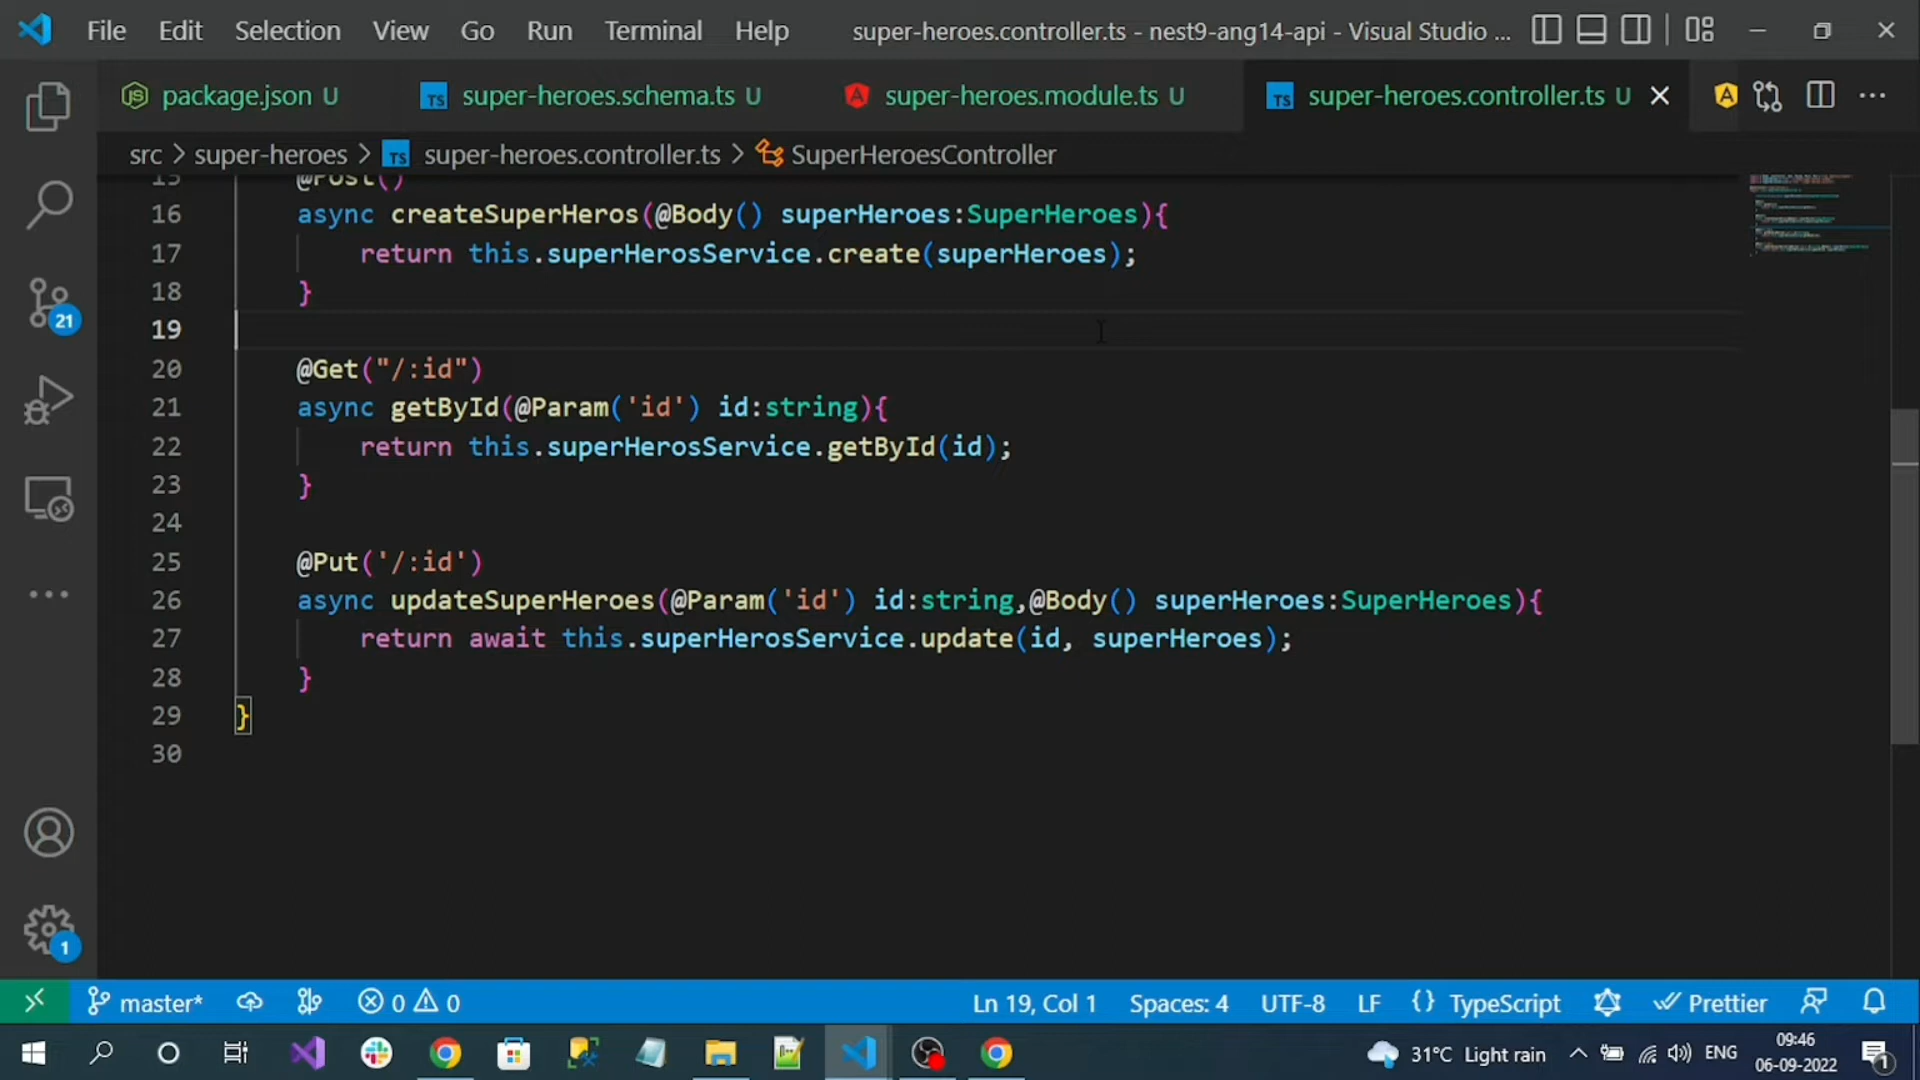 File Edit Selection View Go Run Terminal Help super-heroes.controller.ts - nest9-ang14-api - Visual Studio ...
package.json U super-heroes.schema.ts U super-heroes.module.ts U super-heroes.controller.ts U
src > super-heroes > TS super-heroes.controller.ts > SuperHeroesController
15 @Post()
16 async createSuperHeros(@Body() superHeroes:SuperHeroes){
17 return this.superHerosService.create(superHeroes);
18 }
19
20 @Get("/:id")
21 async getById(@Param('id') id:string){
22 return this.superHerosService.getById(id);
23 }
24
25 @Put('/:id')
26 async updateSuperHeroes(@Param('id') id:string,@Body() superHeroes:SuperHeroes){
27 return await this.superHerosService.update(id, superHeroes);
28 }
29 }
30
21
1
master* 0 0 Ln 19, Col 1 Spaces: 4 UTF-8 LF {} TypeScript Prettier
31°C Light rain ENG 09:46
06-09-2022 1